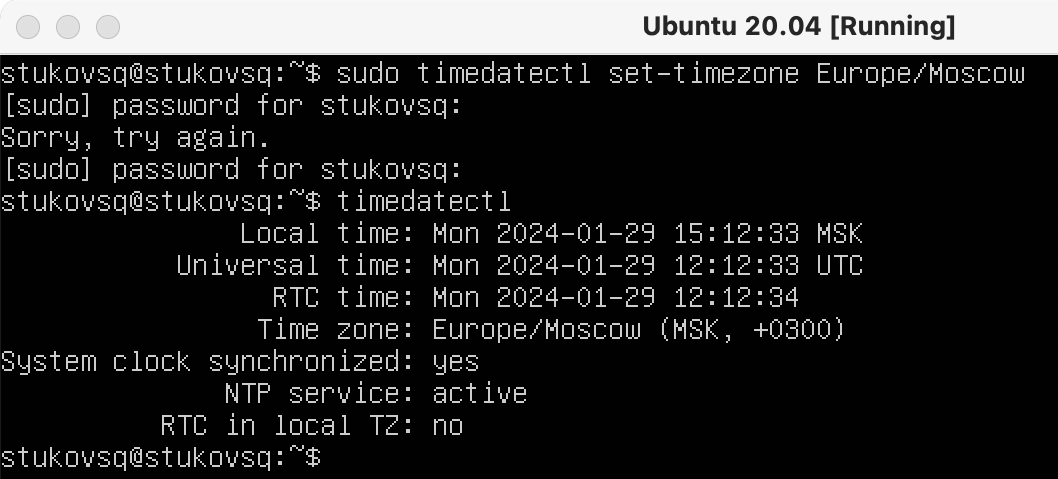 Ubuntu 20.04 [Running]
stukovsq@stukovsq:~$ sudo timedatectl set-timezone Europe/Moscow
[sudo] password for stukovsq:
Sorry, try again.
[sudo] password for stukovsq:
stukovsq@stukovsq:~$ timedatectl
Local time: Mon 2024-01-29 15:12:33 MSK
Universal time: Mon 2024-01-29 12:12:33 UTC
RTC time: Mon 2024-01-29 12:12:34
Time zone: Europe/Moscow (MSK, +0300)
System clock synchronized: yes
NTP service: active
RTC in local TZ: no
stukovsq@stukovsq:~$